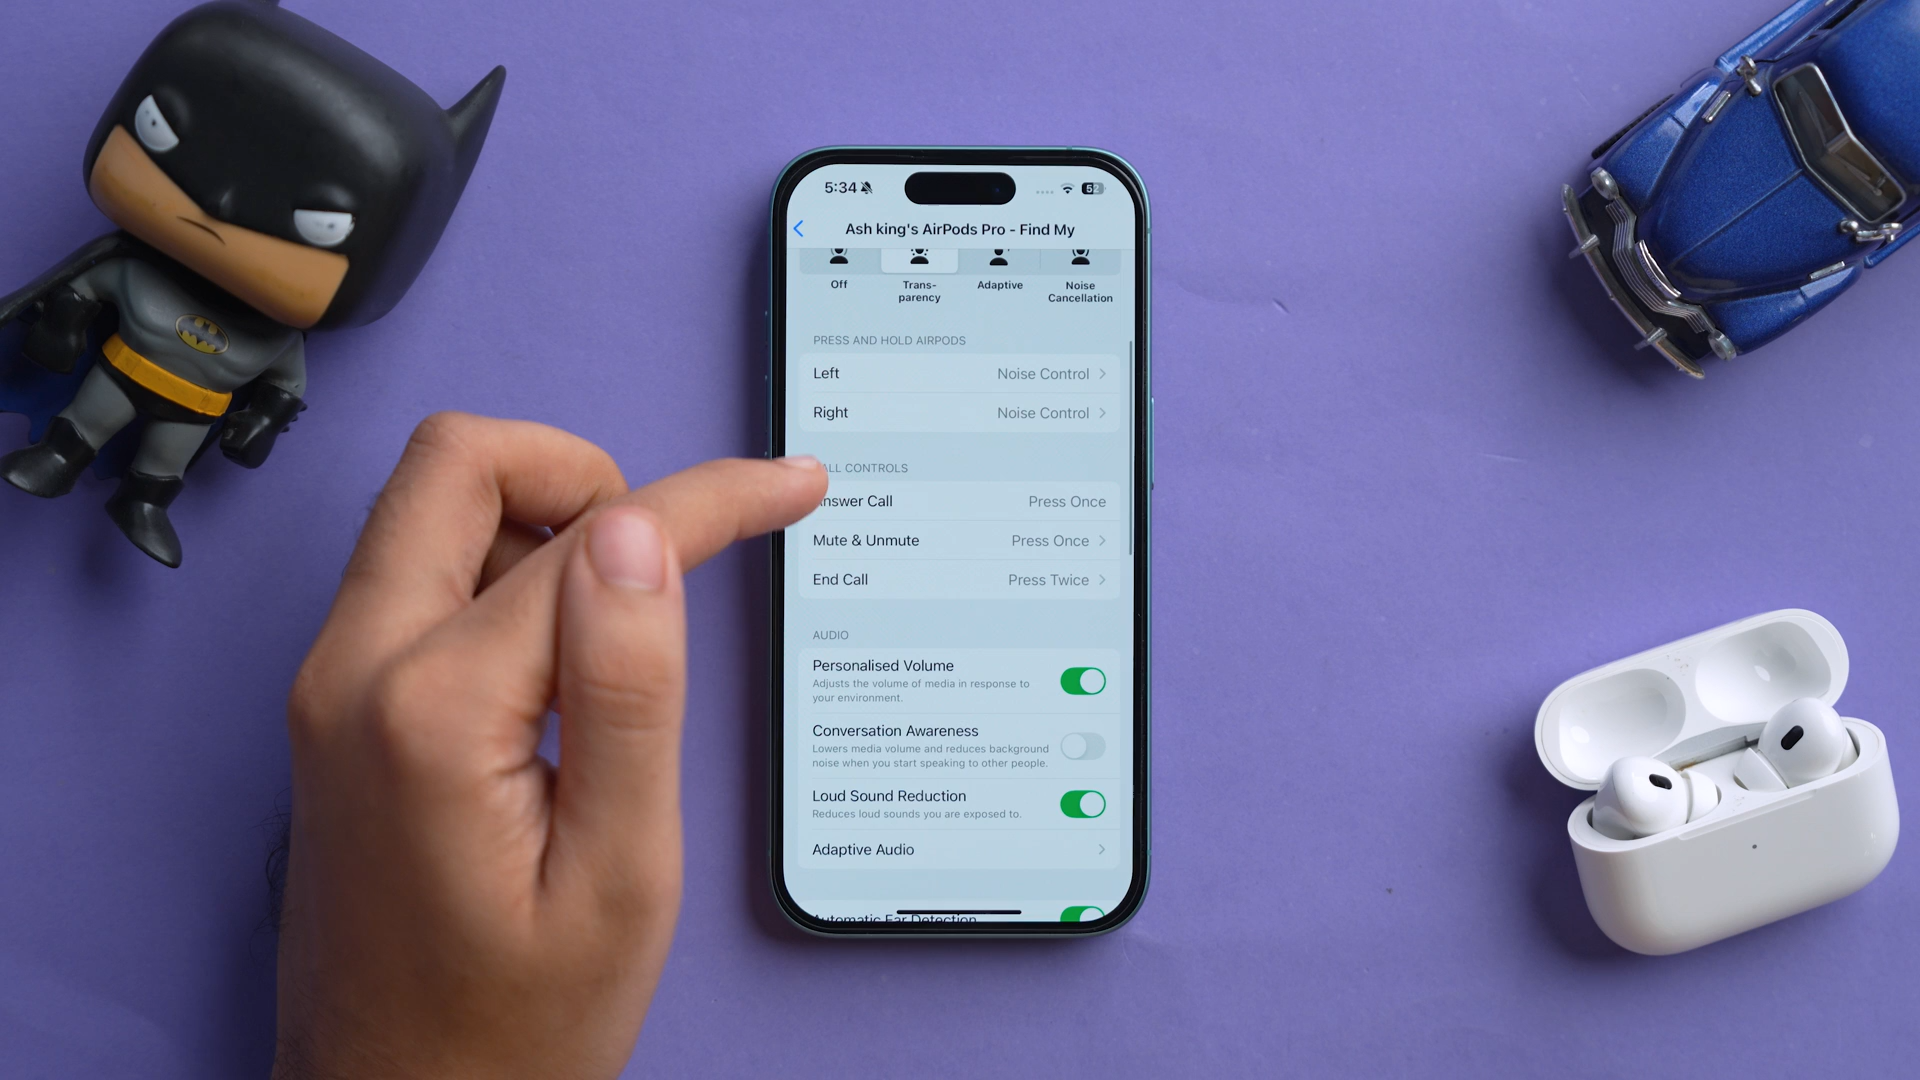 5:34
52
Ash king's AirPods Pro - Find My
Off
Trans-
parency
Adaptive
Noise
Cancellation
PRESS AND HOLD AIRPODS
Left Noise Control
Right Noise Control
ALL CONTROLS
nswer Call Press Once
Mute & Unmute Press Once
End Call Press Twice
AUDIO
Personalised Volume
Adjusts the volume of media in response to
your environment.
Conversation Awareness
Lowers media volume and reduces background
noise when you start speaking to other people.
Loud Sound Reduction
Reduces loud sounds you are exposed to.
Adaptive Audio
Automatic Ear Detection